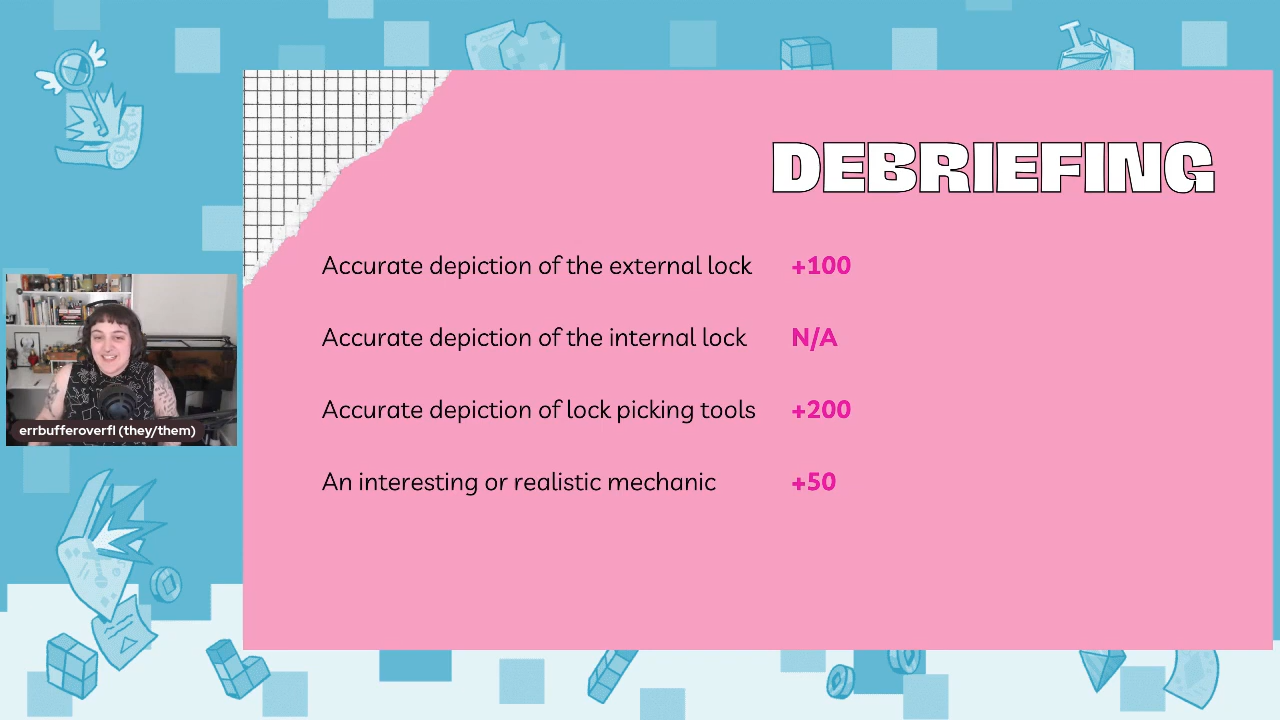 DEBRIEFING
Accurate depiction of the external lock +100
Accurate depiction of the internal lock N/A
Accurate depiction of lock picking tools +200
An interesting or realistic mechanic +50
errbufferoverfl (they/them)